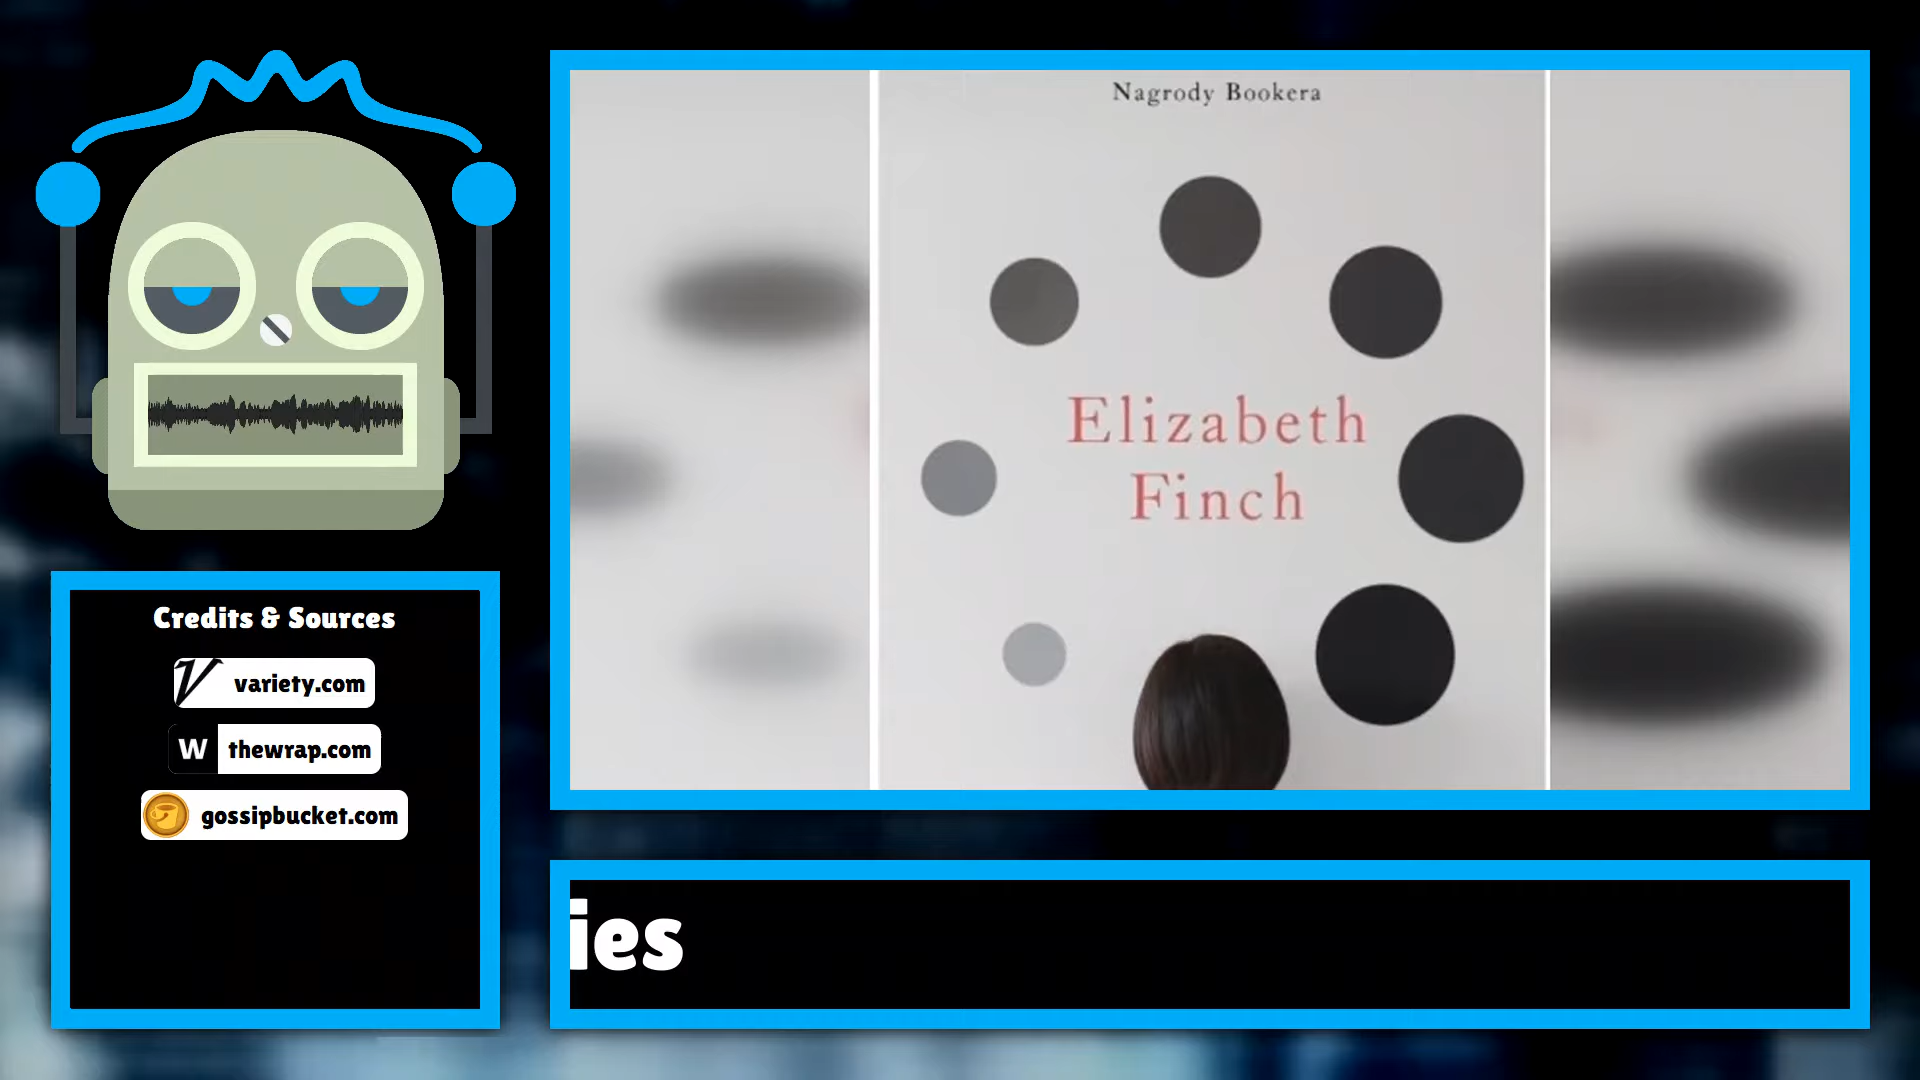 Nagrody Bookera
Elizabeth
Finch
Credits & Sources
variety.com
W thewrap.com
gossipbucket.com
ies